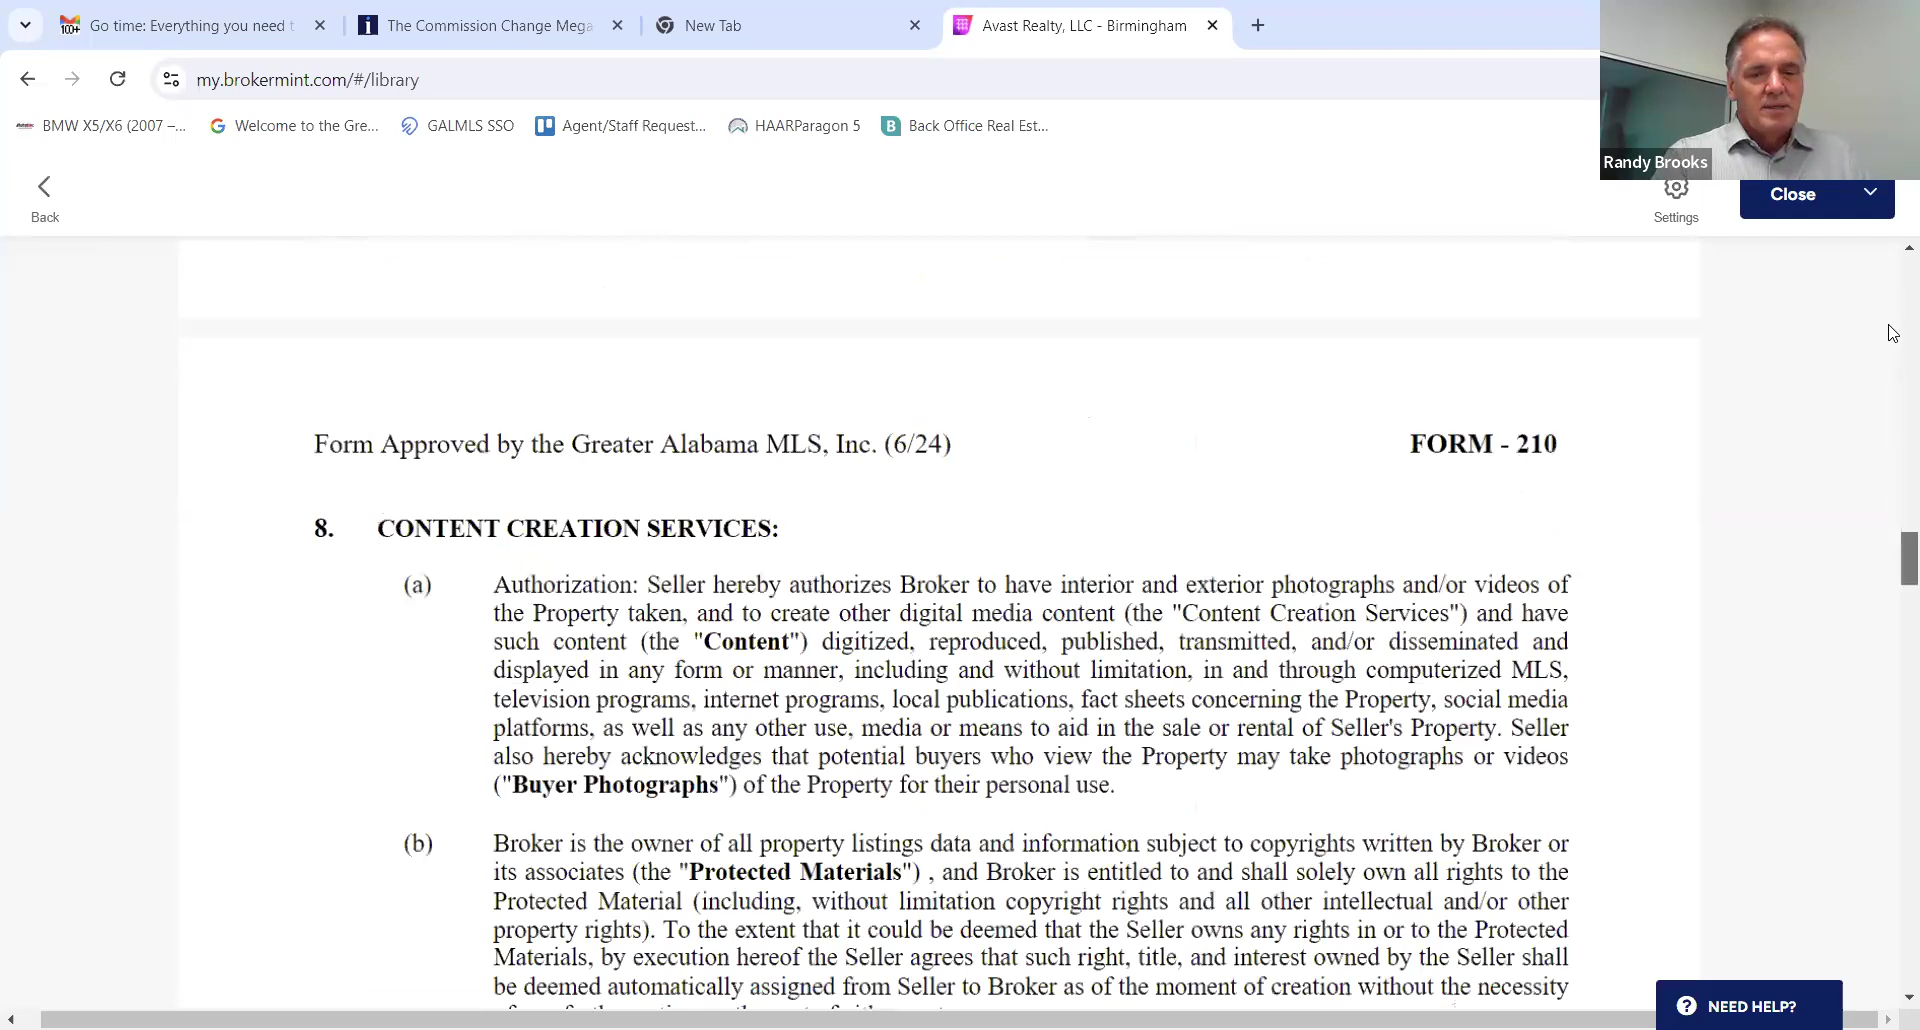 Go time: Everything you need t
The Commission Change Mega
New Tab
Avast Realty, LLC - Birmingham
my.brokermint.com/#/library
BMW X5/X6 (2007 –...
Welcome to the Gre...
GALMLS SSO
Agent/Staff Request...
HAARParagon 5
Back Office Real Est...
Randy Brooks
Back
Settings
Close
Form Approved by the Greater Alabama MLS, Inc. (6/24)
FORM - 210
8. CONTENT CREATION SERVICES:
(a) Authorization: Seller hereby authorizes Broker to have interior and exterior photographs and/or videos of
the Property taken, and to create other digital media content (the "Content Creation Services") and have
such content (the "Content") digitized, reproduced, published, transmitted, and/or disseminated and
displayed in any form or manner, including and without limitation, in and through computerized MLS,
television programs, internet programs, local publications, fact sheets concerning the Property, social media
platforms, as well as any other use, media or means to aid in the sale or rental of Seller's Property. Seller
also hereby acknowledges that potential buyers who view the Property may take photographs or videos
("Buyer Photographs") of the Property for their personal use.
(b) Broker is the owner of all property listings data and information subject to copyrights written by Broker or
its associates (the "Protected Materials") , and Broker is entitled to and shall solely own all rights to the
Protected Material (including, without limitation copyright rights and all other intellectual and/or other
property rights). To the extent that it could be deemed that the Seller owns any rights in or to the Protected
Materials, by execution hereof the Seller agrees that such right, title, and interest owned by the Seller shall
be deemed automatically assigned from Seller to Broker as of the moment of creation without the necessity
NEED HELP?